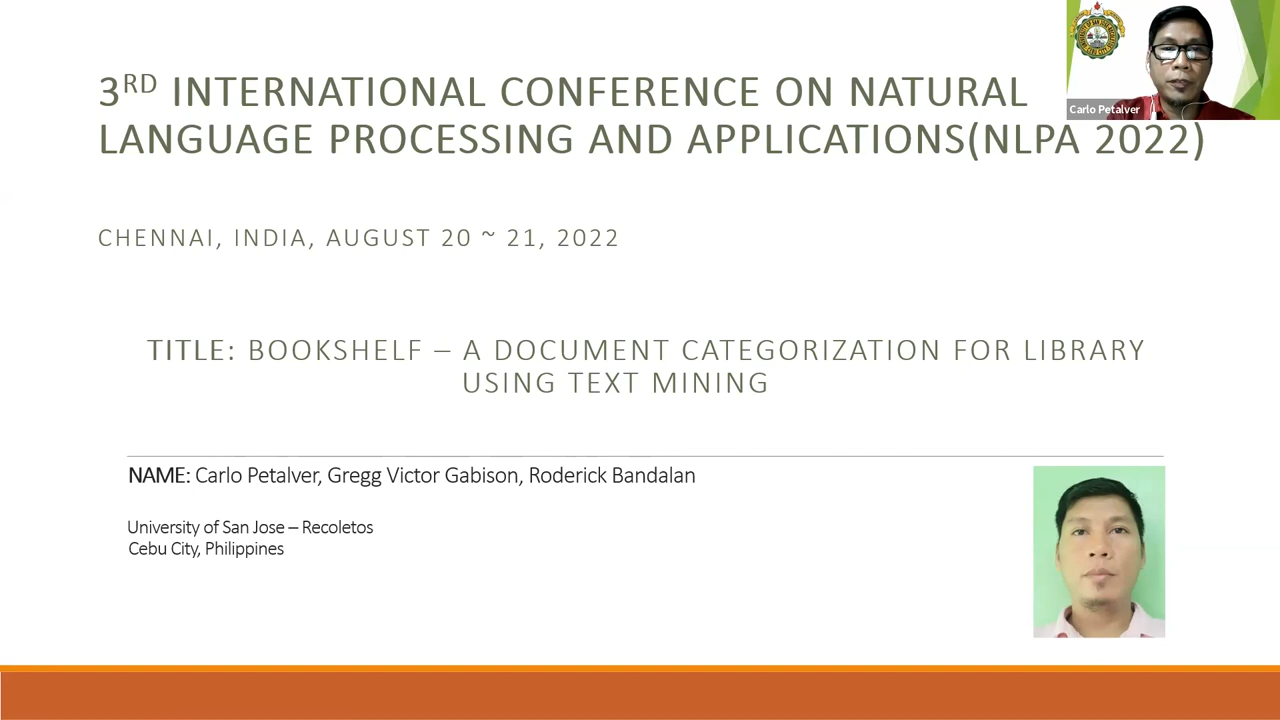 3RD INTERNATIONAL CONFERENCE ON NATURAL
LANGUAGE PROCESSING AND APPLICATIONS(NLPA 2022)
Carlo Petalver
CHENNAI, INDIA, AUGUST 20 ~ 21, 2022
TITLE: BOOKSHELF – A DOCUMENT CATEGORIZATION FOR LIBRARY
USING TEXT MINING
NAME: Carlo Petalver, Gregg Victor Gabison, Roderick Bandalan
University of San Jose – Recoletos
Cebu City, Philippines